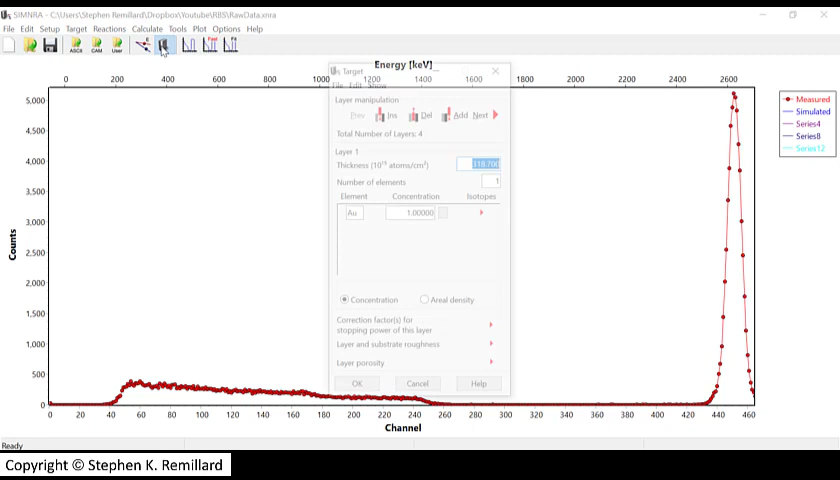 SIMNRA - C:\Users\Stephen Remillard\Dropbox\Youtube\RBS\RawData.xnra
File Edit Setup Target Reactions Calculate Tools Plot Options Help
ASCII CAM User Fast Fit
Energy [keV]
0 200 400 600 800 1000 1200 1400 1600 1800 2000 2200 2400 2600
Target
File Edit Show
Layer manipulation
Prev Ins Del Add Next
Total Number of Layers: 4
Layer 1
Thickness (10¹⁵ atoms/cm²) 318.700
Number of elements 1
Element Concentration Isotopes
Au 1.00000
Concentration Areal density
Correction factor(s) for
stopping power of this layer
Layer and substrate roughness
Layer porosity
OK Cancel Help
Measured
Simulated
Series4
Series8
Series12
Counts
5,000
4,500
4,000
3,500
3,000
2,500
2,000
1,500
1,000
500
0
0 20 40 60 80 100 120 140 160 180 200 220 240 260 280 300 320 340 360 380 400 420 440 460
Channel
Ready
Copyright © Stephen K. Remillard